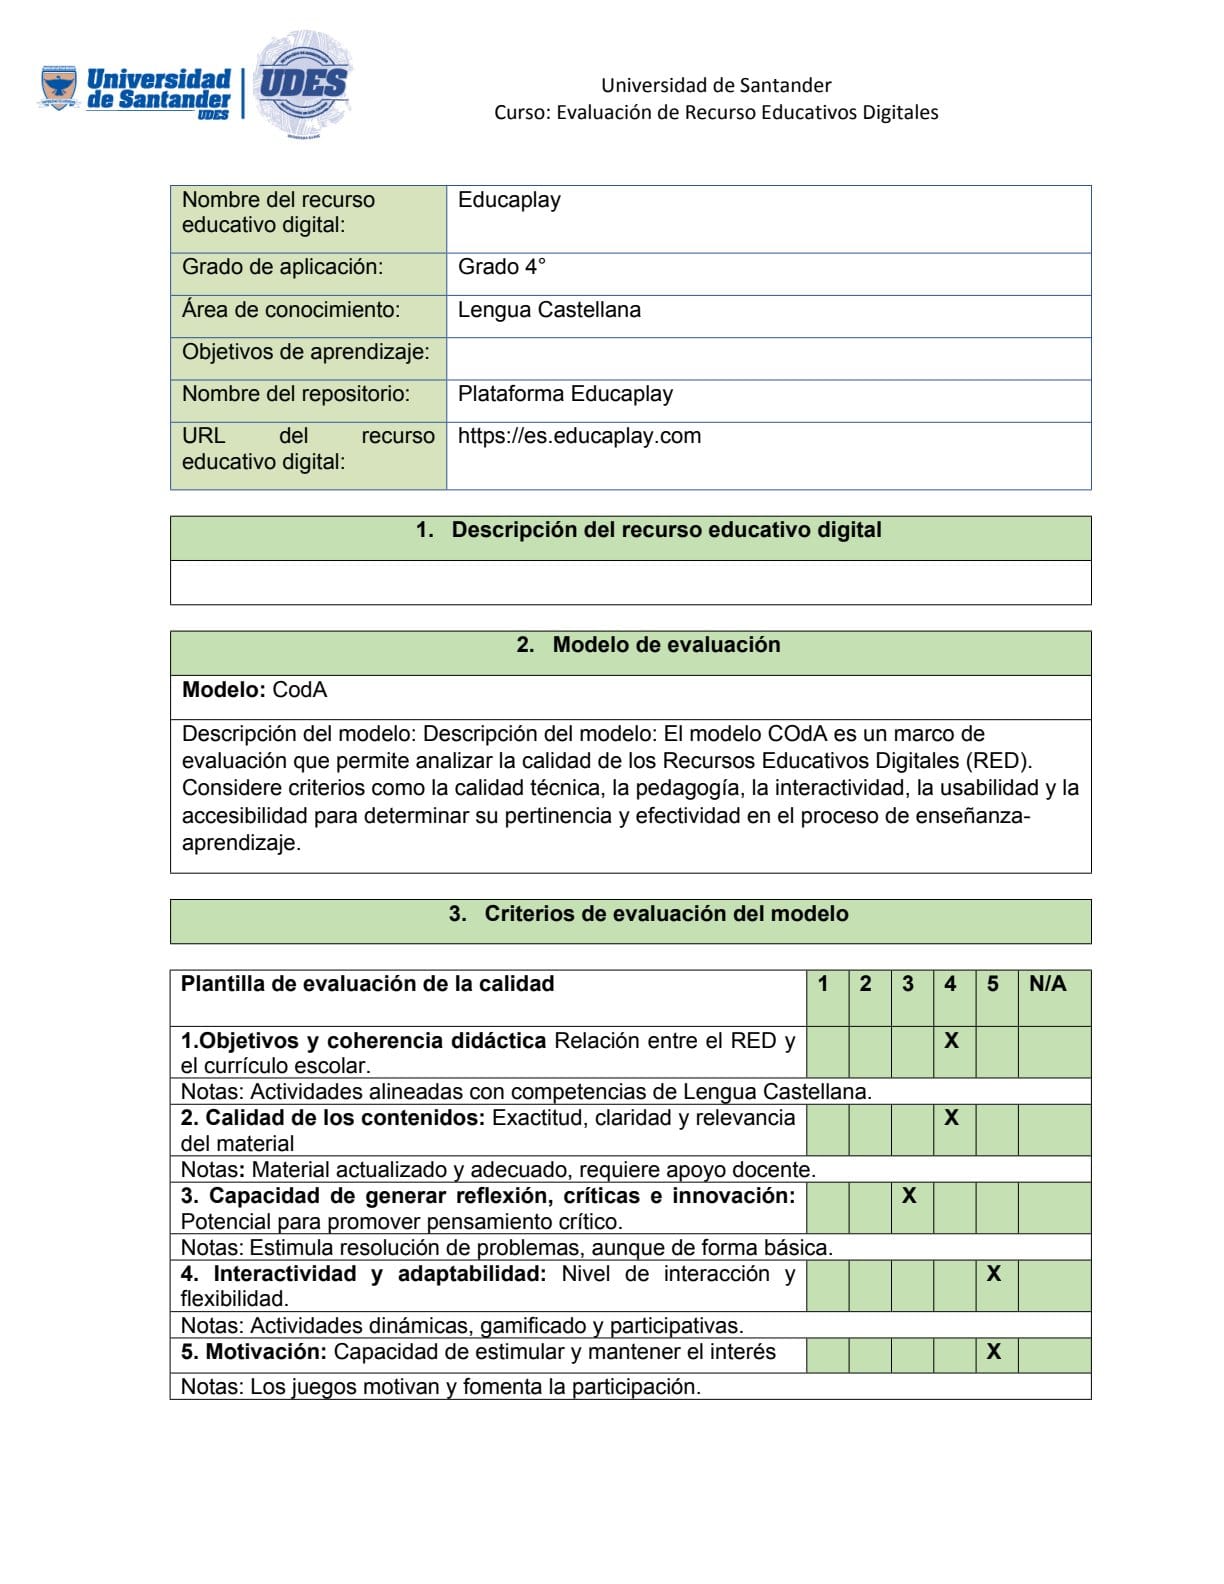 Universidad
de Santander
UDES
UDES
Universidad de Santander
Curso: Evaluación de Recurso Educativos Digitales
Nombre del recurso
educativo digital:
Educaplay
Grado de aplicación:
Grado 4°
Área de conocimiento:
Lengua Castellana
Objetivos de aprendizaje:
Nombre del repositorio:
Plataforma Educaplay
URL del recurso
educativo digital:
https://es.educaplay.com
1. Descripción del recurso educativo digital
2. Modelo de evaluación
Modelo: CodA
Descripción del modelo: Descripción del modelo: El modelo COdA es un marco de
evaluación que permite analizar la calidad de los Recursos Educativos Digitales (RED).
Considere criterios como la calidad técnica, la pedagogía, la interactividad, la usabilidad y la
accesibilidad para determinar su pertinencia y efectividad en el proceso de enseñanza-
aprendizaje.
3. Criterios de evaluación del modelo
Plantilla de evaluación de la calidad 1 2 3 4 5 N/A
1.Objetivos y coherencia didáctica Relación entre el RED y
el currículo escolar.
X
Notas: Actividades alineadas con competencias de Lengua Castellana.
2. Calidad de los contenidos: Exactitud, claridad y relevancia
del material
X
Notas: Material actualizado y adecuado, requiere apoyo docente.
3. Capacidad de generar reflexión, críticas e innovación:
Potencial para promover pensamiento crítico.
X
Notas: Estimula resolución de problemas, aunque de forma básica.
4. Interactividad y adaptabilidad: Nivel de interacción y
flexibilidad.
X
Notas: Actividades dinámicas, gamificado y participativas.
5. Motivación: Capacidad de estimular y mantener el interés
X
Notas: Los juegos motivan y fomenta la participación.